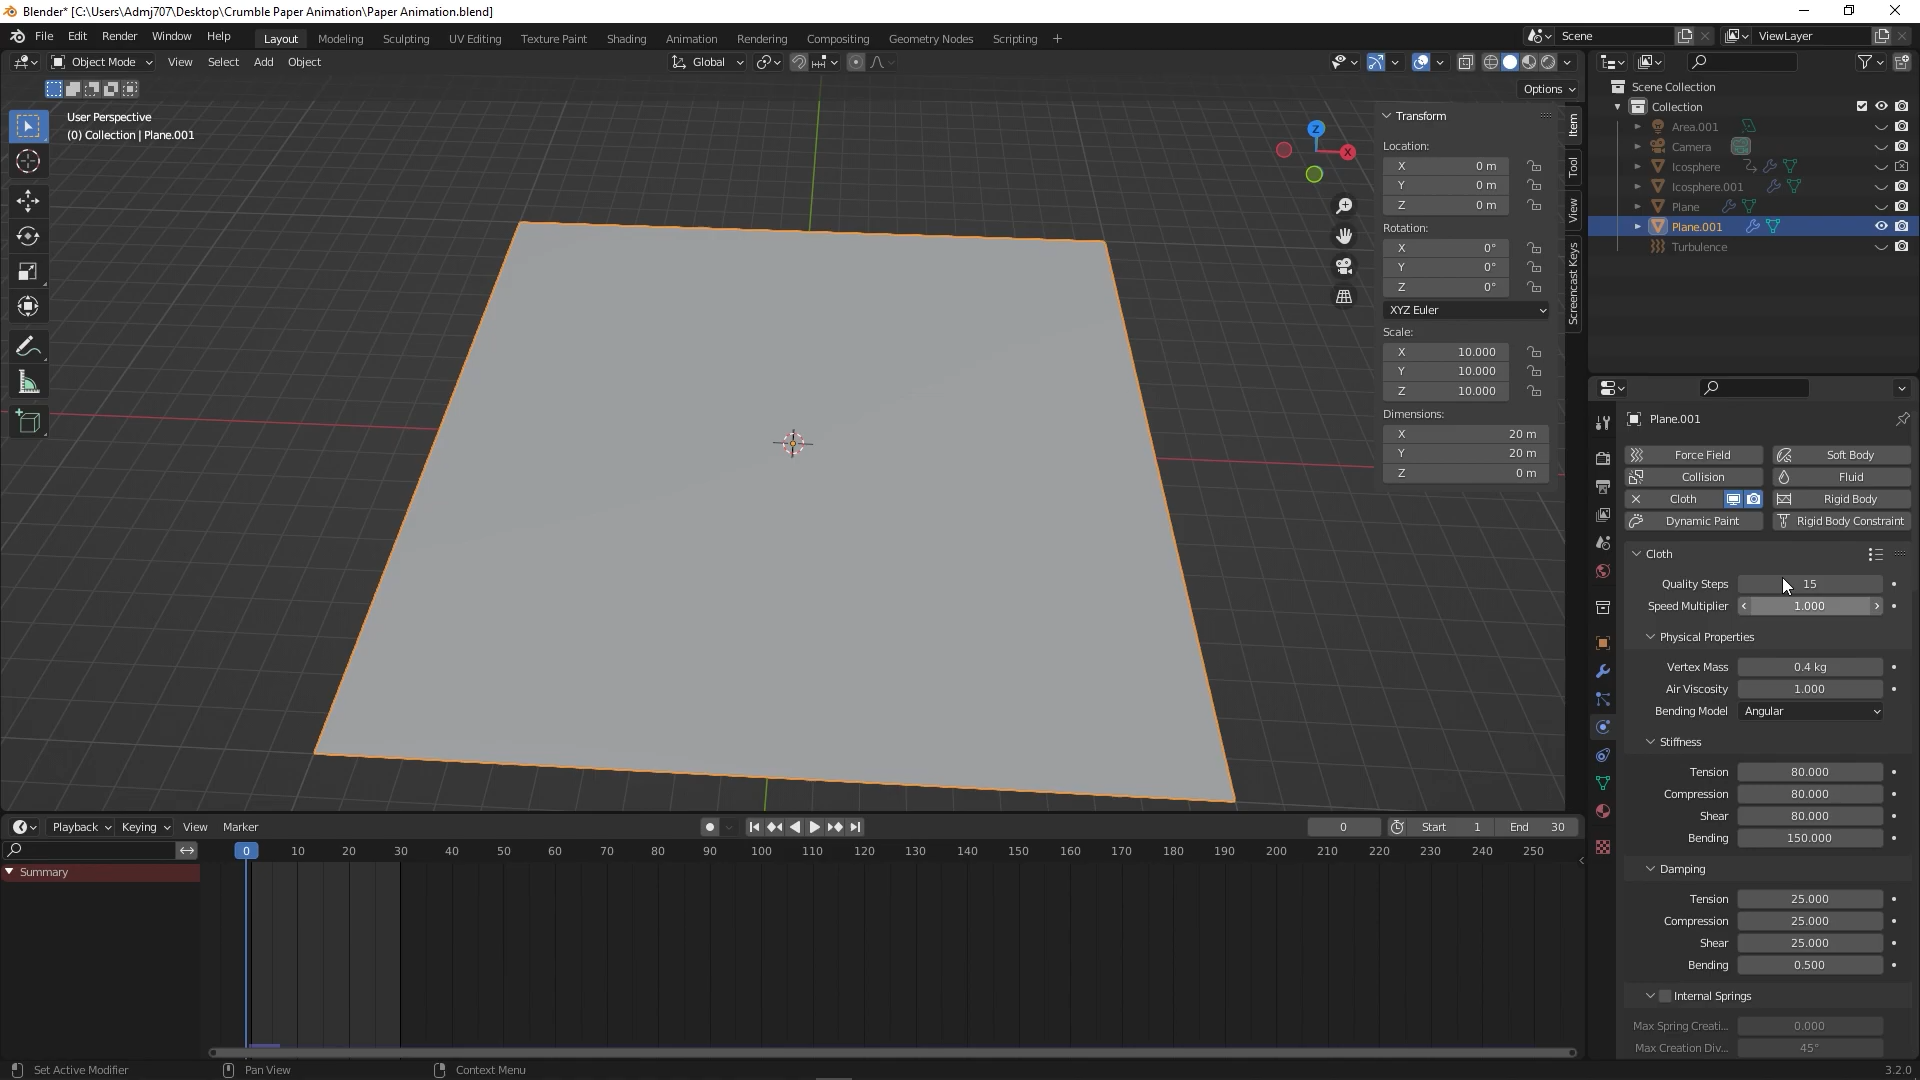 Blender* [C:\Users\Admj707\Desktop\Crumble Paper Animation\Paper Animation.blend]
File Edit Render Window Help Layout Modeling Sculpting UV Editing Texture Paint Shading Animation Rendering Compositing Geometry Nodes Scripting + Scene ViewLayer
Object Mode View Select Add Object Global
Options
User Perspective
(0) Collection | Plane.001
Z
X
Transform
Location:
X 0 m
Y 0 m
Z 0 m
Rotation:
X 0°
Y 0°
Z 0°
XYZ Euler
Scale:
X 10.000
Y 10.000
Z 10.000
Dimensions:
X 20 m
Y 20 m
Z 0 m
Item
Tool
View
Screencast Keys
Scene Collection
Collection
Area.001
Camera
Icosphere
Icosphere.001
Plane
Plane.001
Turbulence
Plane.001
Force Field Soft Body
Collision Fluid
Cloth Rigid Body
Dynamic Paint Rigid Body Constraint
Cloth
Quality Steps 15
Speed Multiplier 1.000
Physical Properties
Vertex Mass 0.4 kg
Air Viscosity 1.000
Bending Model Angular
Stiffness
Tension 80.000
Compression 80.000
Shear 80.000
Bending 150.000
Damping
Tension 25.000
Compression 25.000
Shear 25.000
Bending 0.500
Internal Springs
Max Spring Creati... 0.000
Max Creation Div... 45°
Playback Keying View Marker 0 Start 1 End 30
0 10 20 30 40 50 60 70 80 90 100 110 120 130 140 150 160 170 180 190 200 210 220 230 240 250
Summary
Set Active Modifier Pan View Context Menu 3.2.0